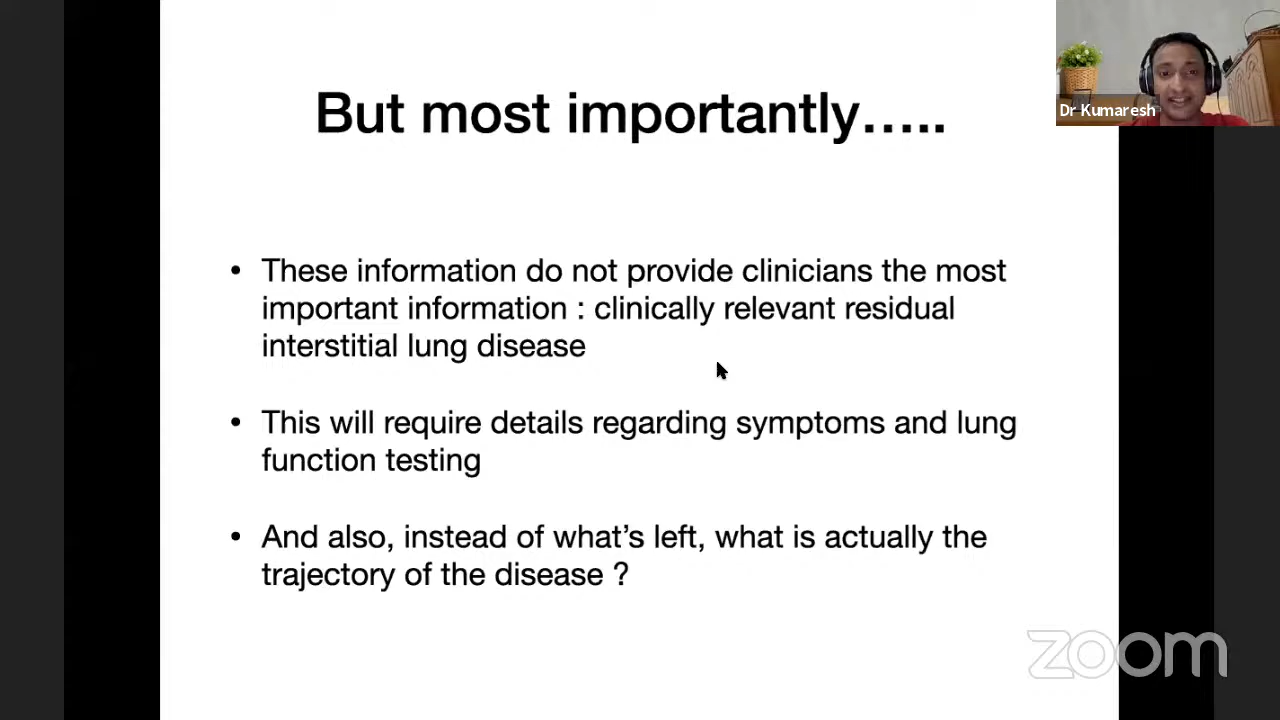 But most importantly…..
Dr Kumaresh
• These information do not provide clinicians the most
important information : clinically relevant residual
interstitial lung disease
• This will require details regarding symptoms and lung
function testing
• And also, instead of what’s left, what is actually the
trajectory of the disease ?
zoom